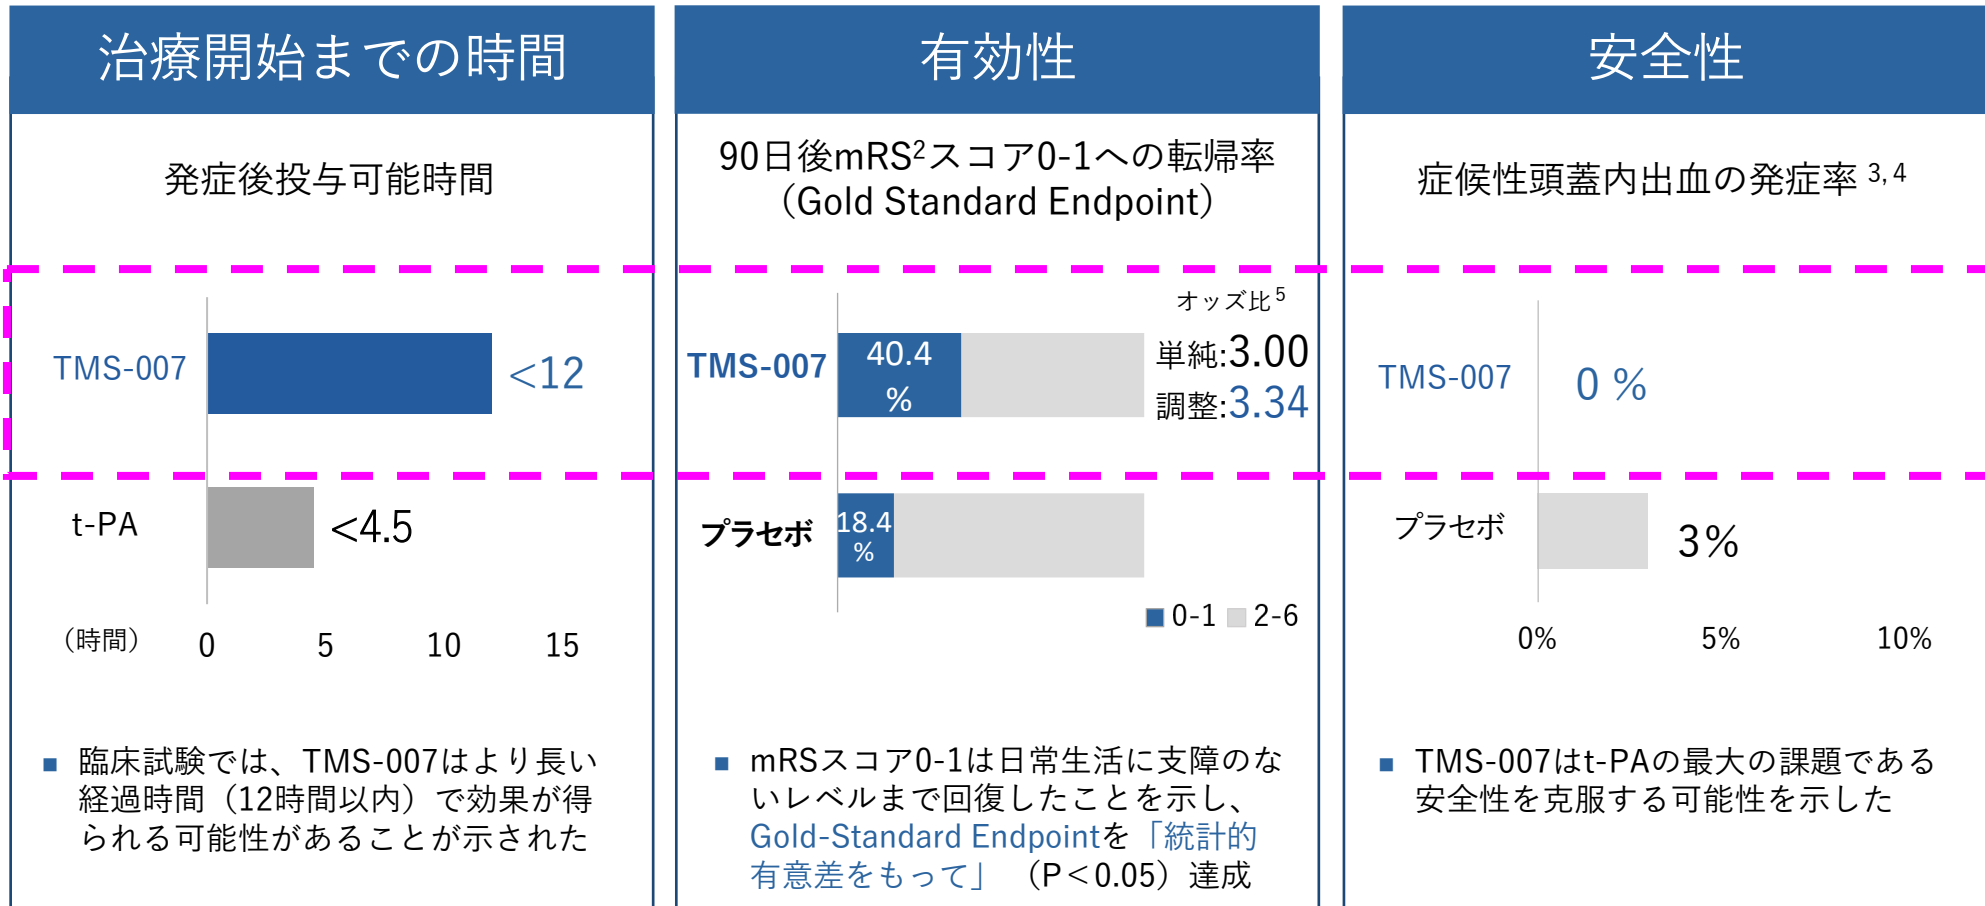 治療開始までの時間
発症後投与可能時間
TMS-007
<12
t-PA
<4.5
（時間） 0 5 10 15
■ 臨床試験では、TMS-007はより長い
経過時間（12時間以内）で効果が得
られる可能性があることが示された
有効性
90日後mRS²スコア0-1への転帰率
（Gold Standard Endpoint）
オッズ比⁵
TMS-007
40.4
%
単純:3.00
調整:3.34
プラセボ
18.4
%
■ 0-1 ■ 2-6
■ mRSスコア0-1は日常生活に支障のな
いレベルまで回復したことを示し、
Gold-Standard Endpointを「統計的
有意差をもって」（P＜0.05）達成
安全性
症候性頭蓋内出血の発症率 ³,⁴
TMS-007
0 %
プラセボ
3%
0% 5% 10%
■ TMS-007はt-PAの最大の課題である
安全性を克服する可能性を示した